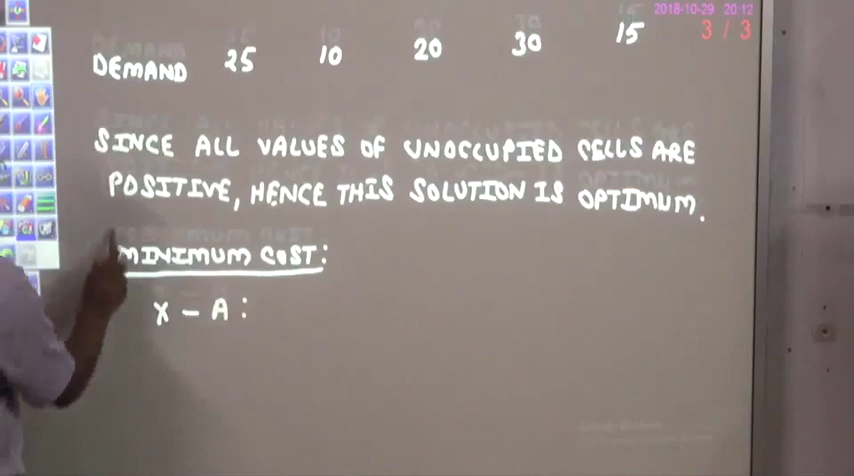 2018-10-29 20:12
3 / 3
DEMAND 25 10 20 30 15
SINCE ALL VALUES OF UNOCCUPIED CELLS ARE
POSITIVE, HENCE THIS SOLUTION IS OPTIMUM.
MINIMUM COST:
X - A: